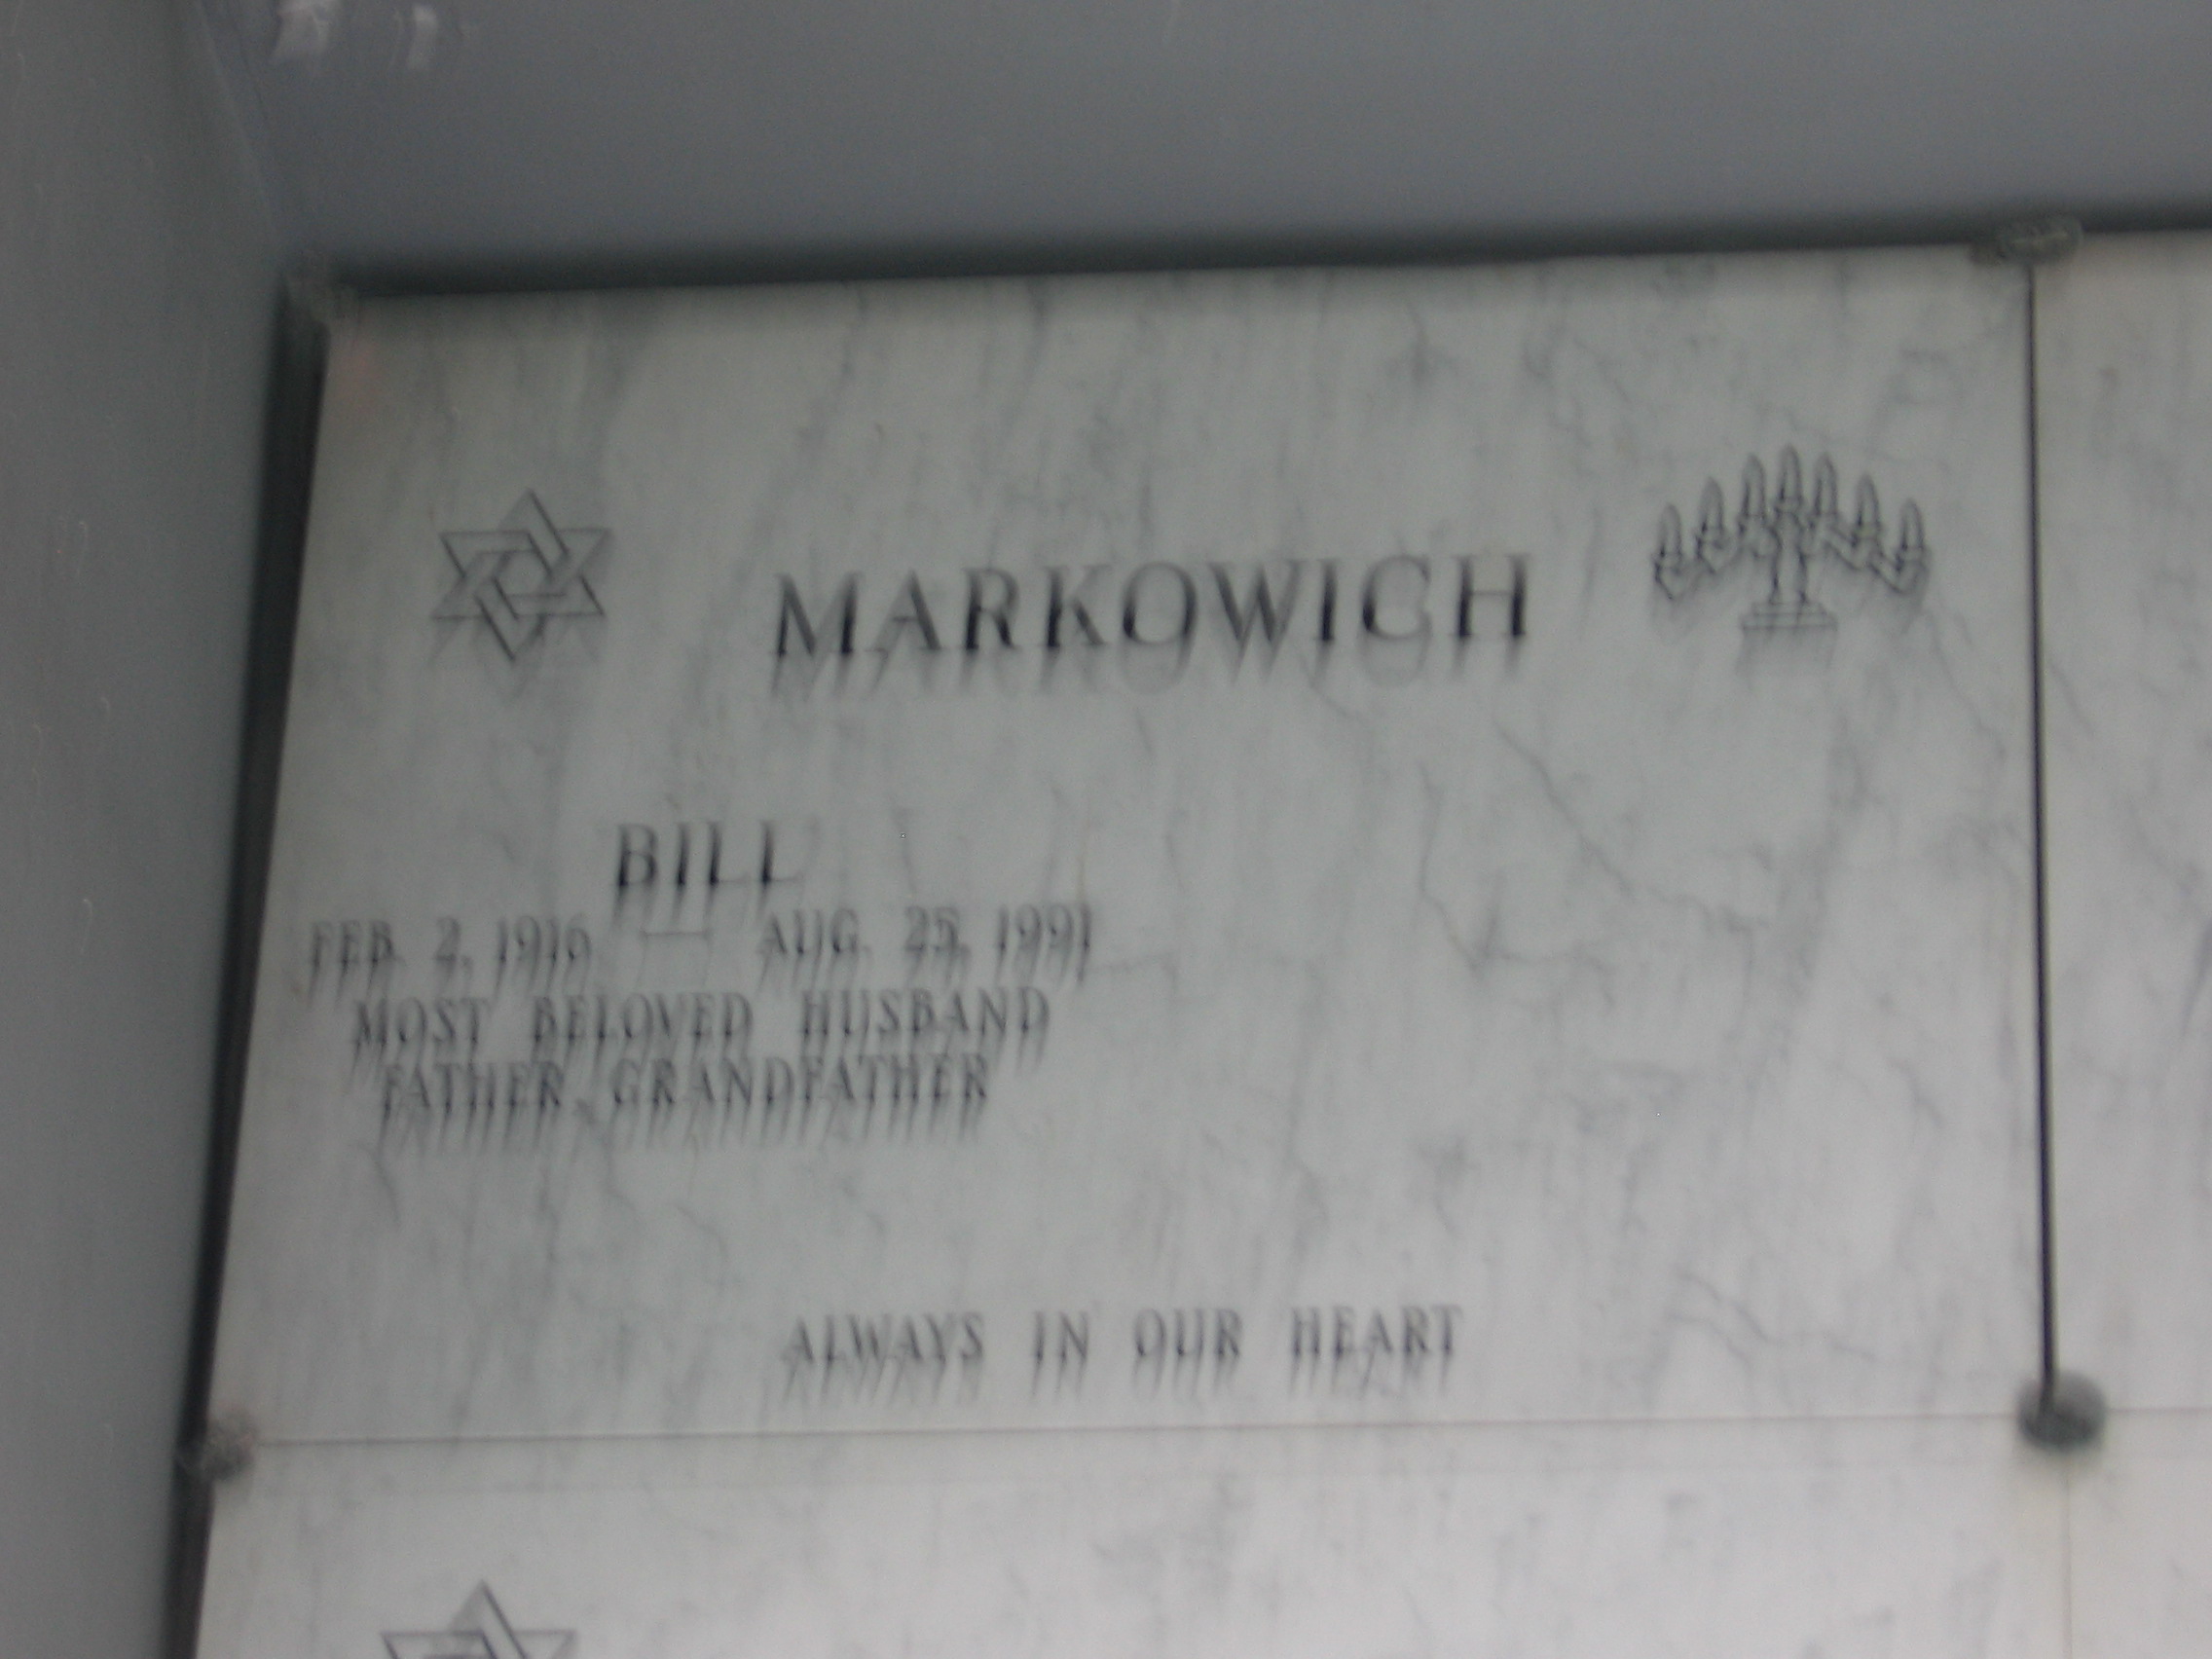 MARKOWICH
BILL
FEB. 2, 1916 — AUG. 25, 1991
MOST BELOVED HUSBAND
FATHER GRANDFATHER
ALWAYS IN OUR HEART